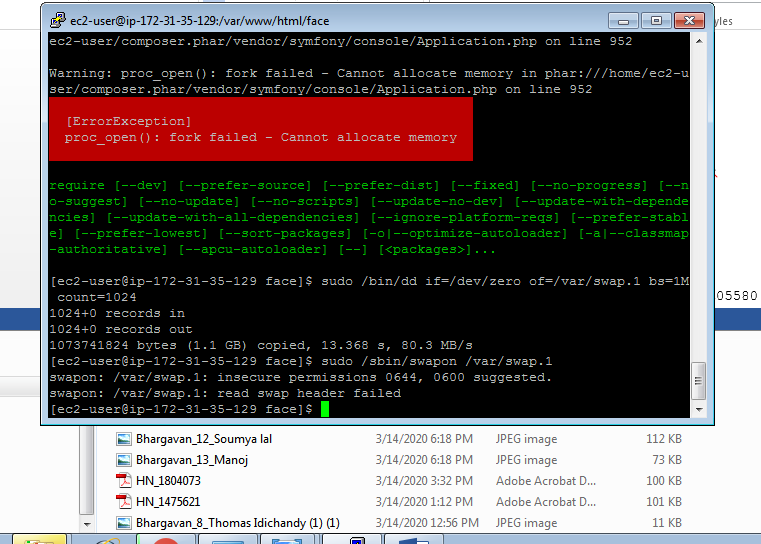 ec2-user@ip-172-31-35-129:/var/www/html/face
yles
ec2-user/composer.phar/vendor/symfony/console/Application.php on line 952
Warning: proc_open(): fork failed - Cannot allocate memory in phar:///home/ec2-u
ser/composer.phar/vendor/symfony/console/Application.php on line 952
[ErrorException]
proc_open(): fork failed - Cannot allocate memory
require [--dev] [--prefer-source] [--prefer-dist] [--fixed] [--no-progress] [--n
o-suggest] [--no-update] [--no-scripts] [--update-no-dev] [--update-with-depende
ncies] [--update-with-all-dependencies] [--ignore-platform-reqs] [--prefer-stabl
e] [--prefer-lowest] [--sort-packages] [-o|--optimize-autoloader] [-a|--classmap
-authoritative] [--apcu-autoloader] [--] [<packages>]...
[ec2-user@ip-172-31-35-129 face]$ sudo /bin/dd if=/dev/zero of=/var/swap.1 bs=1M
count=1024
05580
1024+0 records in
1024+0 records out
1073741824 bytes (1.1 GB) copied, 13.368 s, 80.3 MB/s
[ec2-user@ip-172-31-35-129 face]$ sudo /sbin/swapon /var/swap.1
swapon: /var/swap.1: insecure permissions 0644, 0600 suggested.
swapon: /var/swap.1: read swap header failed
[ec2-user@ip-172-31-35-129 face]$
Bhargavan_12_Soumya lal 3/14/2020 6:18 PM JPEG image 112 KB
Bhargavan_13_Manoj 3/14/2020 6:18 PM JPEG image 73 KB
HN_1804073 3/14/2020 3:32 PM Adobe Acrobat D... 100 KB
HN_1475621 3/14/2020 1:12 PM Adobe Acrobat D... 101 KB
Bhargavan_8_Thomas Idichandy (1) (1) 3/14/2020 12:56 PM JPEG image 11 KB